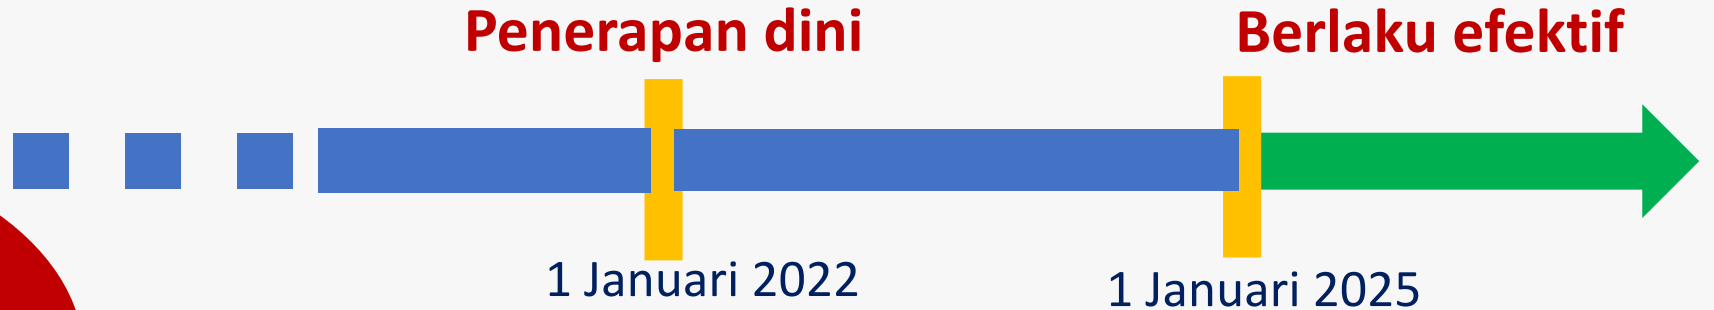 Penerapan dini
Berlaku efektif
1 Januari 2022
1 Januari 2025